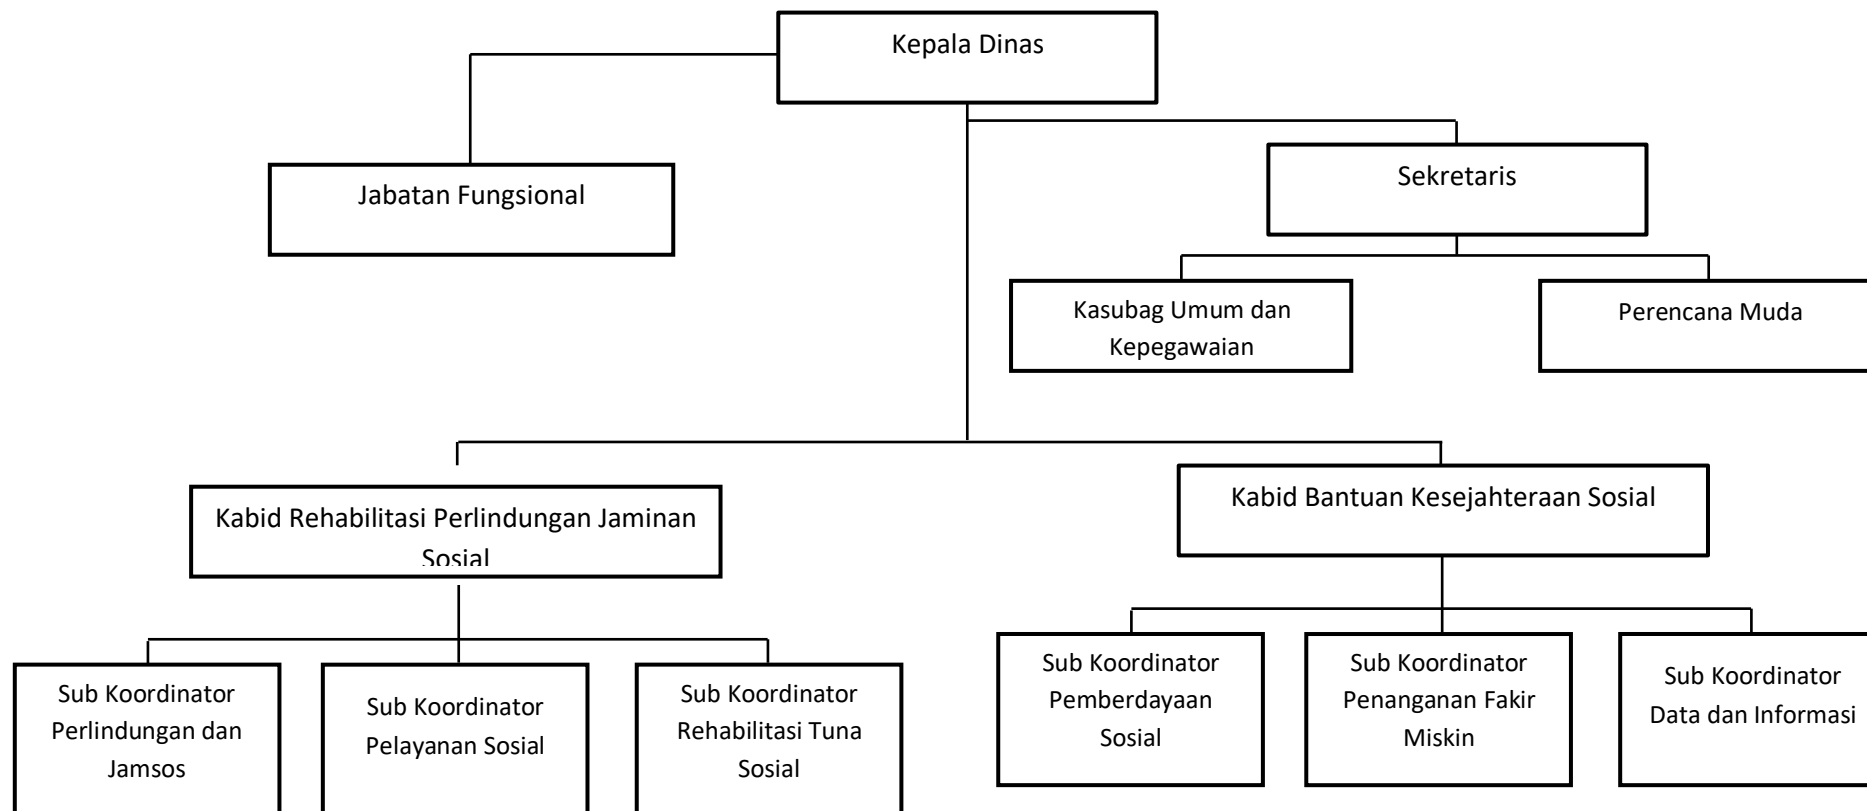 Kepala Dinas
Jabatan Fungsional
Sekretaris
Kasubag Umum dan
Kepegawaian
Perencana Muda
Kabid Rehabilitasi Perlindungan Jaminan
Sosial
Kabid Bantuan Kesejahteraan Sosial
Sub Koordinator
Perlindungan dan
Jamsos
Sub Koordinator
Pelayanan Sosial
Sub Koordinator
Rehabilitasi Tuna
Sosial
Sub Koordinator
Pemberdayaan
Sosial
Sub Koordinator
Penanganan Fakir
Miskin
Sub Koordinator
Data dan Informasi